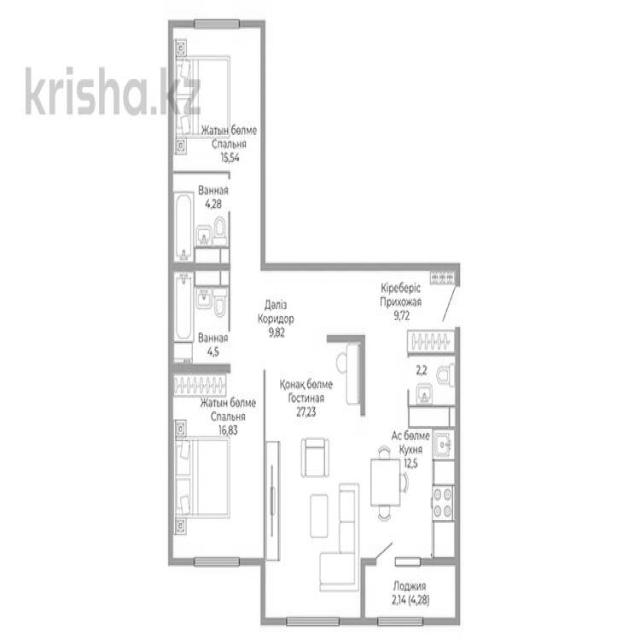 krisha.kz
Жатын бөлме
Спальня
15,54
Ванная
4,28
Кіреберіс
Прихожая
9,72
Дәліз
Коридор
9,82
Ванная
4,5
2,2
Қонақ бөлме
Гостиная
27,23
Жатын бөлме
Спальня
16,83
Ас бөлме
Кухня
12,5
Лоджия
2,14 (4,28)